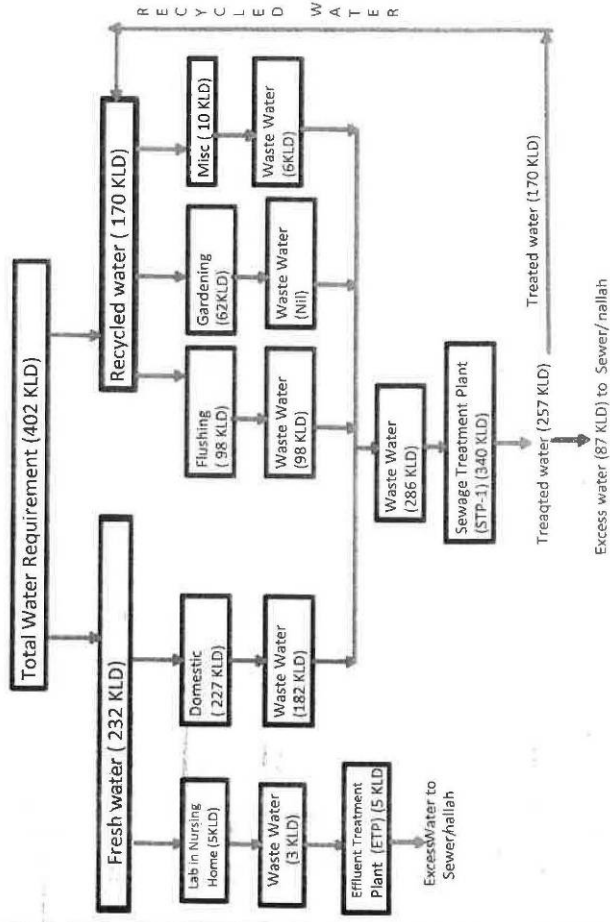 Total Water Requirement (402 KLD)
Fresh water ( 232 KLD)
Recycled water ( 170 KLD)
Lab in Nursing
Home (5KLD)
Domestic
( 227 KLD)
Flushing
( 98 KLD)
Gardening
(62KLD)
Misc ( 10 KLD)
Waste Water
(3 KLD)
Waste Water
(182 KLD)
Waste Water
(98 KLD)
Waste Water
(Nil)
Waste Water
(6KLD)
Effluent Treatment
Plant (ETP) (5 KLD
ExcessWater to
Sewer/nallah
Waste Water
(286 KLD)
Sewage Treatment Plant
(STP-1) (340 KLD)
Treaqted water (257 KLD)
Treated water (170 KLD)
Excess water (87 KLD) to Sewer/ nallah
RECYCLED WATER